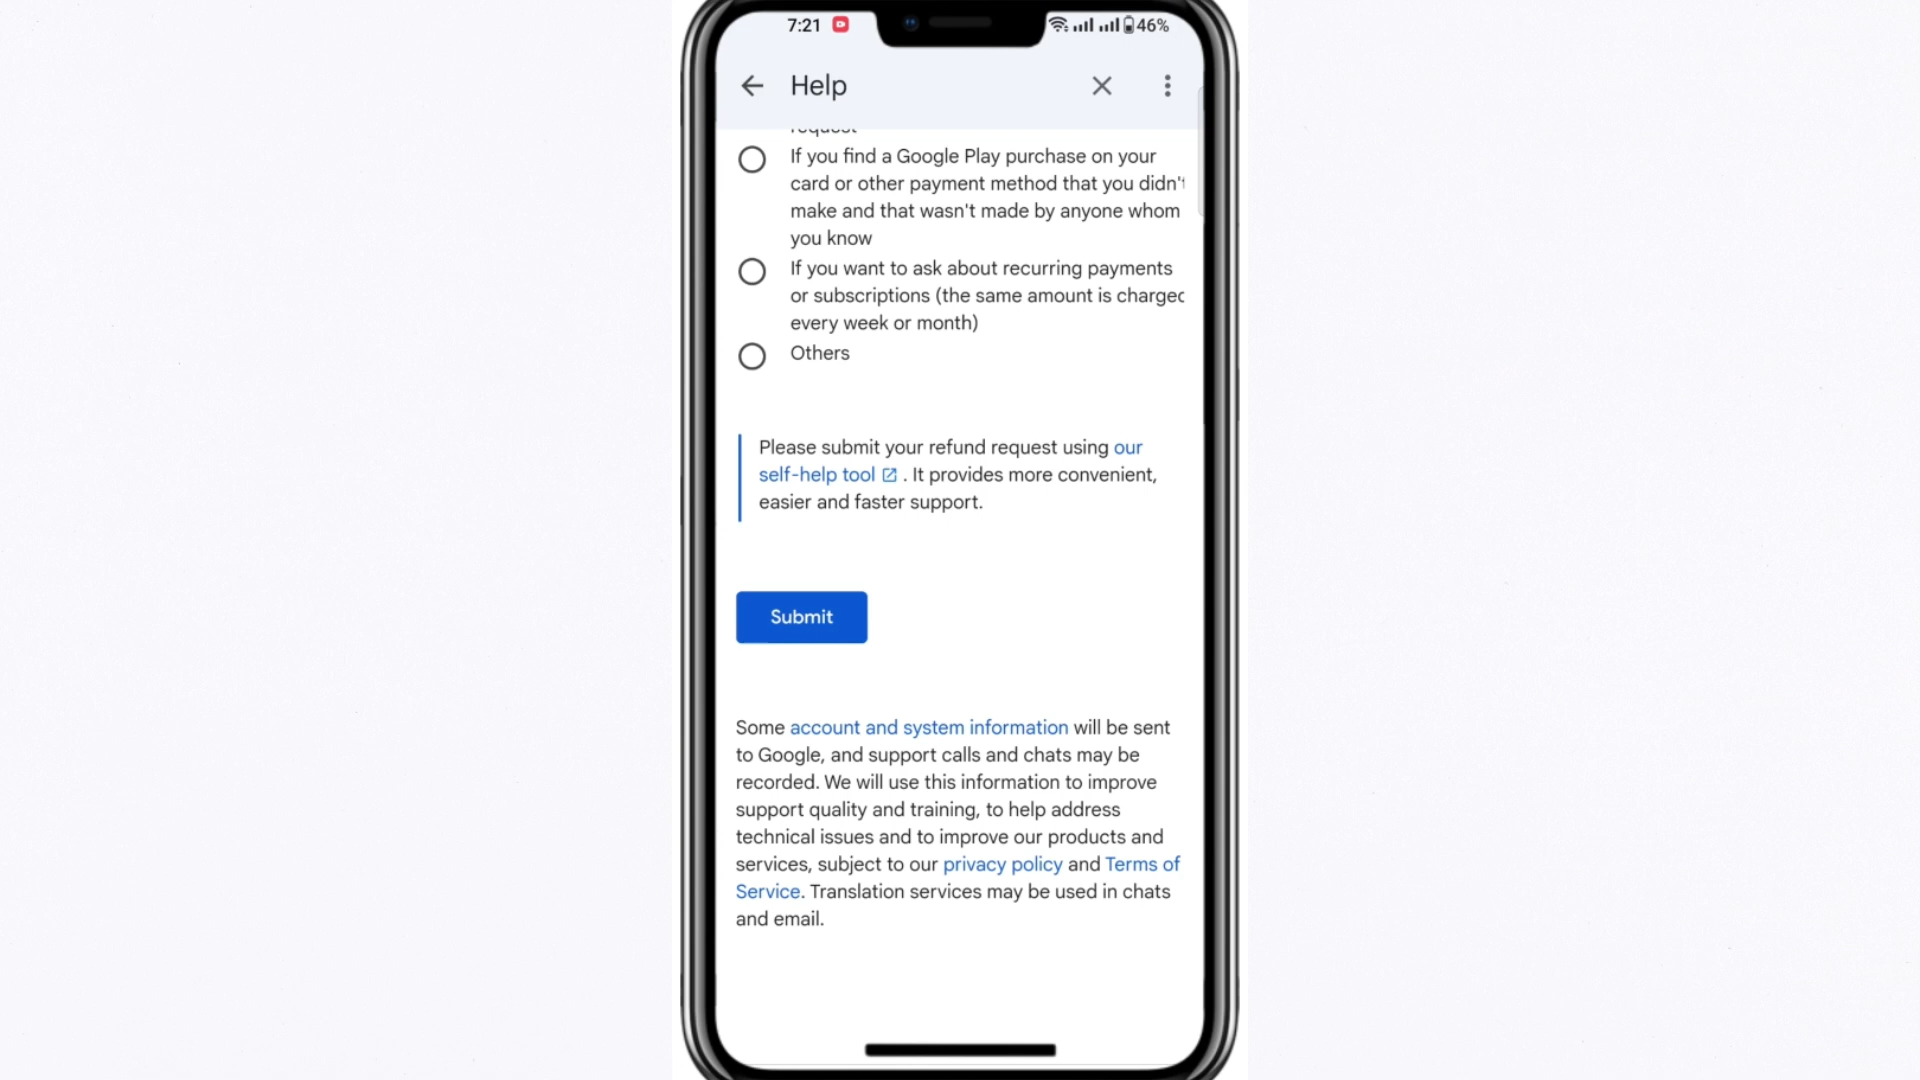 7:21
46%
Help
request
If you find a Google Play purchase on your
card or other payment method that you didn't
make and that wasn't made by anyone whom
you know
If you want to ask about recurring payments
or subscriptions (the same amount is charged
every week or month)
Others
Please submit your refund request using our
self-help tool . It provides more convenient,
easier and faster support.
Submit
Some account and system information will be sent
to Google, and support calls and chats may be
recorded. We will use this information to improve
support quality and training, to help address
technical issues and to improve our products and
services, subject to our privacy policy and Terms of
Service. Translation services may be used in chats
and email.